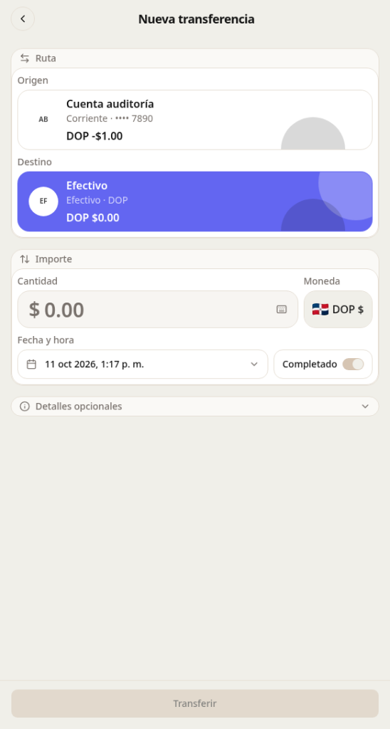 Nueva transferencia
Ruta
Origen
AB
Cuenta auditoría
Corriente · •••• 7890
DOP -$1.00
Destino
EF
Efectivo
Efectivo · DOP
DOP $0.00
Importe
Cantidad
Moneda
$ 0.00
DOP $
Fecha y hora
11 oct 2026, 1:17 p. m.
Completado
Detalles opcionales
Transferir